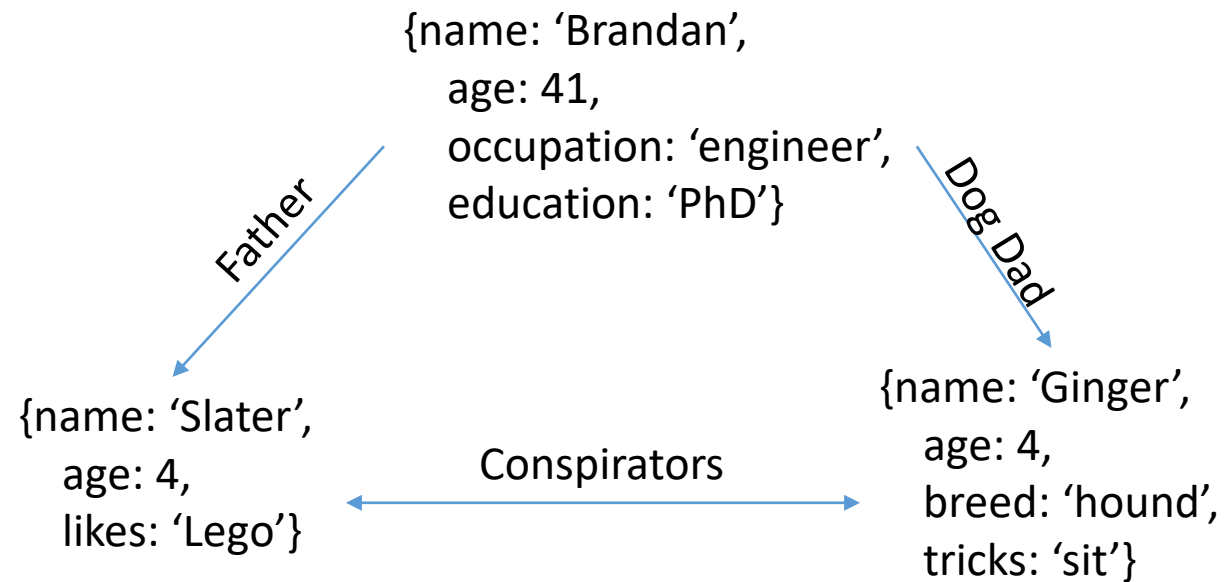 {name: ‘Brandan’,
age: 41,
occupation: ‘engineer’,
education: ‘PhD’}
Father
Dog Dad
{name: ‘Slater’,
age: 4,
likes: ‘Lego’}
Conspirators
{name: ‘Ginger’,
age: 4,
breed: ‘hound’,
tricks: ‘sit’}